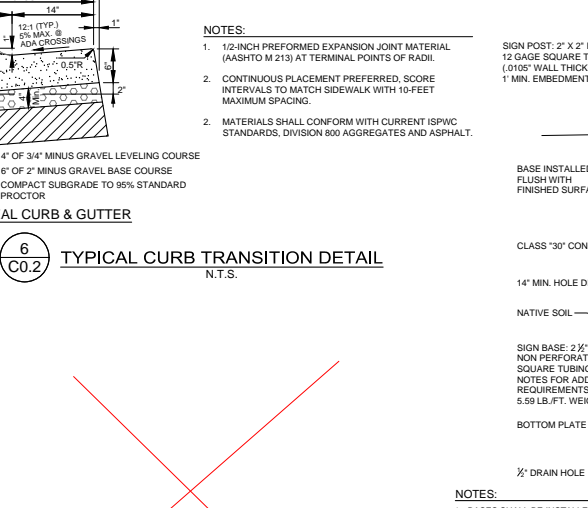 14"
1"
12:1 (TYP.)
5% MAX. @
ADA CROSSINGS
1"
0.5"R
6"
4"
Min.
2"
4" OF 3/4" MINUS GRAVEL LEVELING COURSE
6" OF 2" MINUS GRAVEL BASE COURSE
COMPACT SUBGRADE TO 95% STANDARD
PROCTOR
AL CURB & GUTTER
6
C0.2
TYPICAL CURB TRANSITION DETAIL
N.T.S.
NOTES:
1. 1/2-INCH PREFORMED EXPANSION JOINT MATERIAL
(AASHTO M 213) AT TERMINAL POINTS OF RADII.
2. CONTINUOUS PLACEMENT PREFERRED, SCORE
INTERVALS TO MATCH SIDEWALK WITH 10-FEET
MAXIMUM SPACING.
2. MATERIALS SHALL CONFORM WITH CURRENT ISPWC
STANDARDS, DIVISION 800 AGGREGATES AND ASPHALT.
SIGN POST: 2" X 2"
12 GAGE SQUARE T
(.0105" WALL THICK
1' MIN. EMBEDMENT
BASE INSTALLE
FLUSH WITH
FINISHED SURFA
CLASS "30" CON
14" MIN. HOLE D
NATIVE SOIL
SIGN BASE: 2 ½"
NON PERFORAT
SQUARE TUBING
NOTES FOR ADD
REQUIREMENTS
5.59 LB./FT. WEI
BOTTOM PLATE
½" DRAIN HOLE
NOTES: